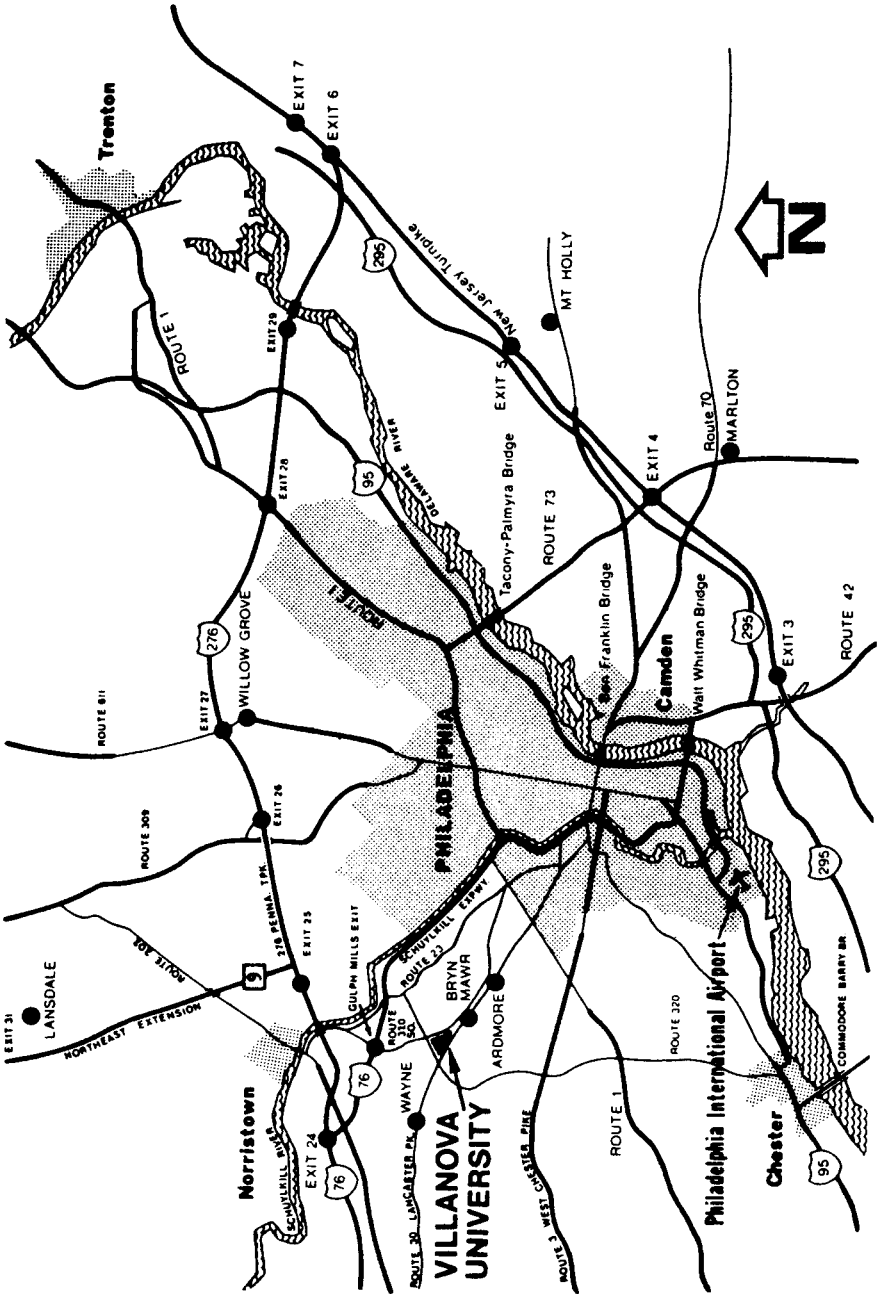 EXIT 31
LANSDALE
NORTHEAST EXTENSION
9
ROUTE 202
ROUTE 309
ROUTE 611
Norristown
SCHUYLKILL RIVER
EXIT 24
76
276 PENNA. TPK.
EXIT 25
EXIT 26
EXIT 27
276
WILLOW GROVE
EXIT 28
EXIT 29
ROUTE 1
Trenton
EXIT 7
EXIT 6
295
New Jersey Turnpike
EXIT 5
MT HOLLY
GULPH MILLS EXIT
76
ROUTE
320
SO.
SCHUYLKILL EXPWY
ROUTE 23
PHILADELPHIA
ROUTE 1
95
DELAWARE RIVER
Tacony-Palmyra Bridge
ROUTE 73
EXIT 4
Route 70
MARLTON
N
ROUTE 30 LANCASTER PK.
WAYNE
VILLANOVA
UNIVERSITY
BRYN
MAWR
ARDMORE
ROUTE 3 WEST CHESTER PIKE
ROUTE 1
ROUTE 320
Ben Franklin Bridge
Camden
Walt Whitman Bridge
295
EXIT 3
ROUTE 42
Philadelphia International Airport
Chester
95
COMMODORE BARRY BR
295